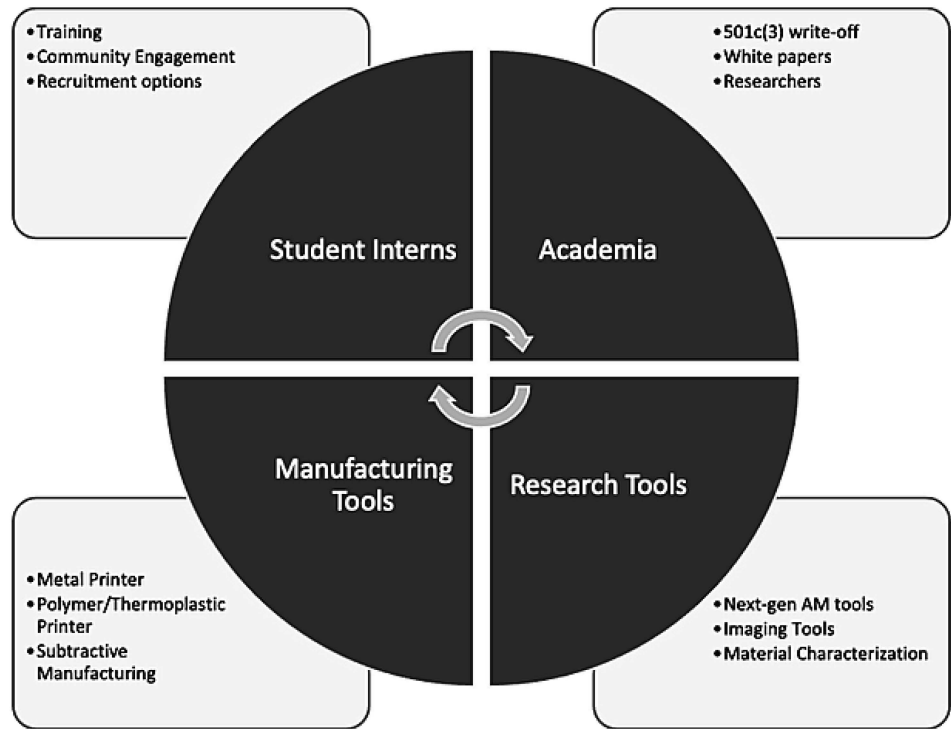 •Training
•Community Engagement
•Recruitment options
•501c(3) write-off
•White papers
•Researchers
Student Interns
Academia
Manufacturing
Tools
Research Tools
•Metal Printer
•Polymer/Thermoplastic
Printer
•Subtractive
Manufacturing
•Next-gen AM tools
•Imaging Tools
•Material Characterization